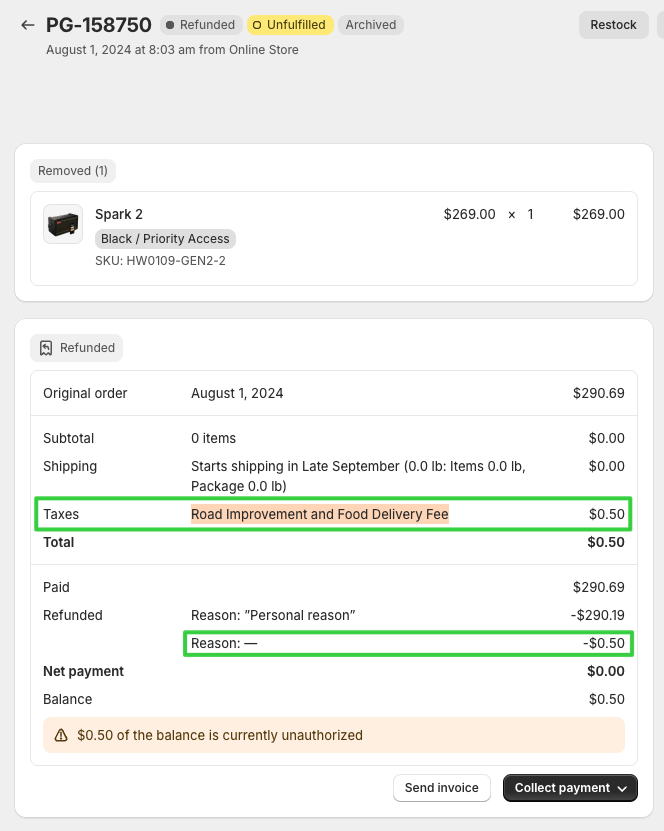 PG-158750 Refunded Unfulfilled Archived Restock
August 1, 2024 at 8:03 am from Online Store
Removed (1)
Spark 2 $269.00 × 1 $269.00
Black / Priority Access
SKU: HW0109-GEN2-2
Refunded
Original order August 1, 2024 $290.69
Subtotal 0 items $0.00
Shipping Starts shipping in Late September (0.0 lb: Items 0.0 lb, $0.00
Package 0.0 lb)
Taxes Road Improvement and Food Delivery Fee $0.50
Total $0.50
Paid $290.69
Refunded Reason: ”Personal reason” -$290.19
Reason: — -$0.50
Net payment $0.00
Balance $0.50
$0.50 of the balance is currently unauthorized
Send invoice Collect payment